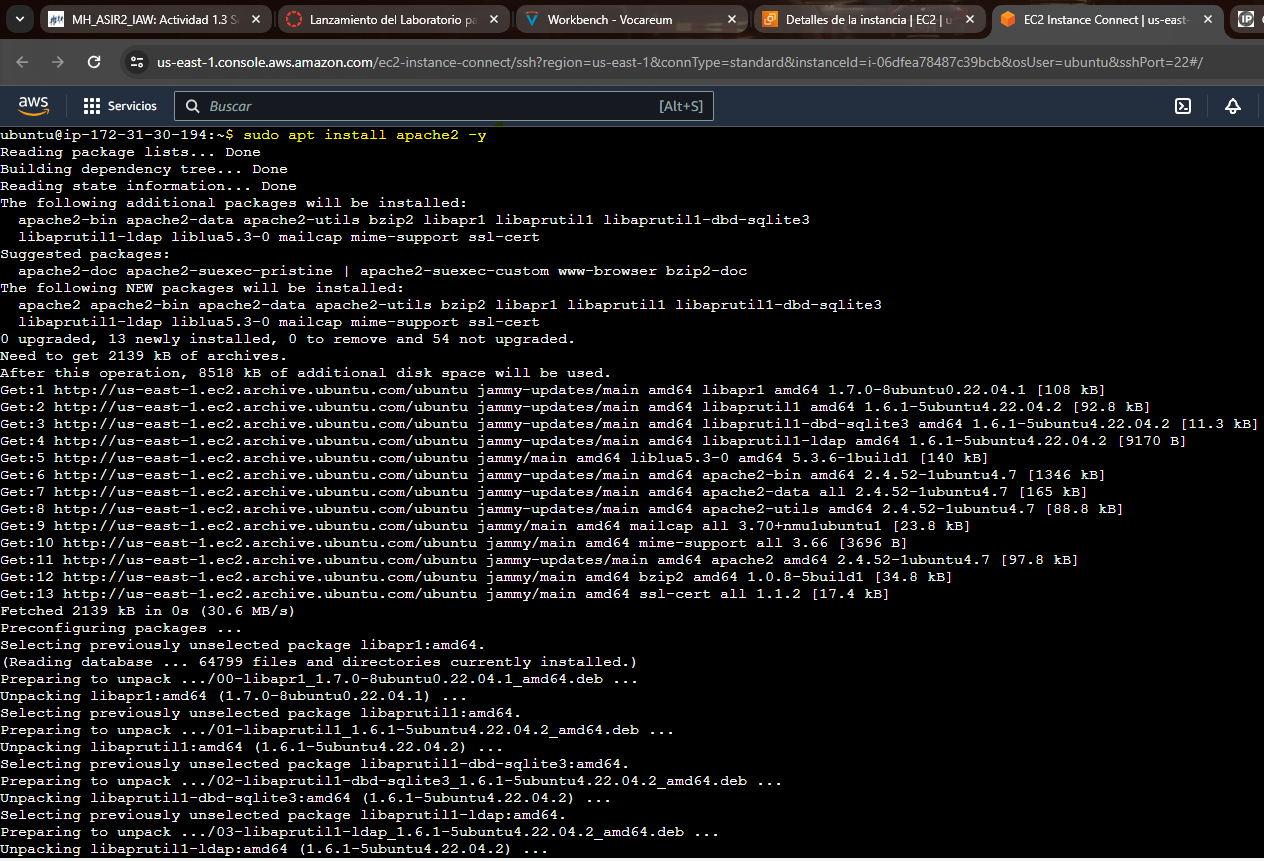 MH_ASIR2_IAW: Actividad 1.3 S
Lanzamiento del Laboratorio pa
Workbench - Vocareum
Detalles de la instancia | EC2 | u
EC2 Instance Connect | us-east-
us-east-1.console.aws.amazon.com/ec2-instance-connect/ssh?region=us-east-1&connType=standard&instanceId=i-06dfea78487c39bcb&osUser=ubuntu&sshPort=22#/
aws
Servicios
Buscar
[Alt+S]
ubuntu@ip-172-31-30-194:~$ sudo apt install apache2 -y
Reading package lists... Done
Building dependency tree... Done
Reading state information... Done
The following additional packages will be installed:
apache2-bin apache2-data apache2-utils bzip2 libapr1 libaprutil1 libaprutil1-dbd-sqlite3
libaprutil1-ldap liblua5.3-0 mailcap mime-support ssl-cert
Suggested packages:
apache2-doc apache2-suexec-pristine | apache2-suexec-custom www-browser bzip2-doc
The following NEW packages will be installed:
apache2 apache2-bin apache2-data apache2-utils bzip2 libapr1 libaprutil1 libaprutil1-dbd-sqlite3
libaprutil1-ldap liblua5.3-0 mailcap mime-support ssl-cert
0 upgraded, 13 newly installed, 0 to remove and 54 not upgraded.
Need to get 2139 kB of archives.
After this operation, 8518 kB of additional disk space will be used.
Get:1 http://us-east-1.ec2.archive.ubuntu.com/ubuntu jammy-updates/main amd64 libapr1 amd64 1.7.0-8ubuntu0.22.04.1 [108 kB]
Get:2 http://us-east-1.ec2.archive.ubuntu.com/ubuntu jammy-updates/main amd64 libaprutil1 amd64 1.6.1-5ubuntu4.22.04.2 [92.8 kB]
Get:3 http://us-east-1.ec2.archive.ubuntu.com/ubuntu jammy-updates/main amd64 libaprutil1-dbd-sqlite3 amd64 1.6.1-5ubuntu4.22.04.2 [11.3 kB]
Get:4 http://us-east-1.ec2.archive.ubuntu.com/ubuntu jammy-updates/main amd64 libaprutil1-ldap amd64 1.6.1-5ubuntu4.22.04.2 [9170 B]
Get:5 http://us-east-1.ec2.archive.ubuntu.com/ubuntu jammy/main amd64 liblua5.3-0 amd64 5.3.6-1build1 [140 kB]
Get:6 http://us-east-1.ec2.archive.ubuntu.com/ubuntu jammy-updates/main amd64 apache2-bin amd64 2.4.52-1ubuntu4.7 [1346 kB]
Get:7 http://us-east-1.ec2.archive.ubuntu.com/ubuntu jammy-updates/main amd64 apache2-data all 2.4.52-1ubuntu4.7 [165 kB]
Get:8 http://us-east-1.ec2.archive.ubuntu.com/ubuntu jammy-updates/main amd64 apache2-utils amd64 2.4.52-1ubuntu4.7 [88.8 kB]
Get:9 http://us-east-1.ec2.archive.ubuntu.com/ubuntu jammy/main amd64 mailcap all 3.70+nmu1ubuntu1 [23.8 kB]
Get:10 http://us-east-1.ec2.archive.ubuntu.com/ubuntu jammy/main amd64 mime-support all 3.66 [3696 B]
Get:11 http://us-east-1.ec2.archive.ubuntu.com/ubuntu jammy-updates/main amd64 apache2 amd64 2.4.52-1ubuntu4.7 [97.8 kB]
Get:12 http://us-east-1.ec2.archive.ubuntu.com/ubuntu jammy/main amd64 bzip2 amd64 1.0.8-5build1 [34.8 kB]
Get:13 http://us-east-1.ec2.archive.ubuntu.com/ubuntu jammy/main amd64 ssl-cert all 1.1.2 [17.4 kB]
Fetched 2139 kB in 0s (30.6 MB/s)
Preconfiguring packages ...
Selecting previously unselected package libapr1:amd64.
(Reading database ... 64799 files and directories currently installed.)
Preparing to unpack .../00-libapr1_1.7.0-8ubuntu0.22.04.1_amd64.deb ...
Unpacking libapr1:amd64 (1.7.0-8ubuntu0.22.04.1) ...
Selecting previously unselected package libaprutil1:amd64.
Preparing to unpack .../01-libaprutil1_1.6.1-5ubuntu4.22.04.2_amd64.deb ...
Unpacking libaprutil1:amd64 (1.6.1-5ubuntu4.22.04.2) ...
Selecting previously unselected package libaprutil1-dbd-sqlite3:amd64.
Preparing to unpack .../02-libaprutil1-dbd-sqlite3_1.6.1-5ubuntu4.22.04.2_amd64.deb ...
Unpacking libaprutil1-dbd-sqlite3:amd64 (1.6.1-5ubuntu4.22.04.2) ...
Selecting previously unselected package libaprutil1-ldap:amd64.
Preparing to unpack .../03-libaprutil1-ldap_1.6.1-5ubuntu4.22.04.2_amd64.deb ...
Unpacking libaprutil1-ldap:amd64 (1.6.1-5ubuntu4.22.04.2) ...